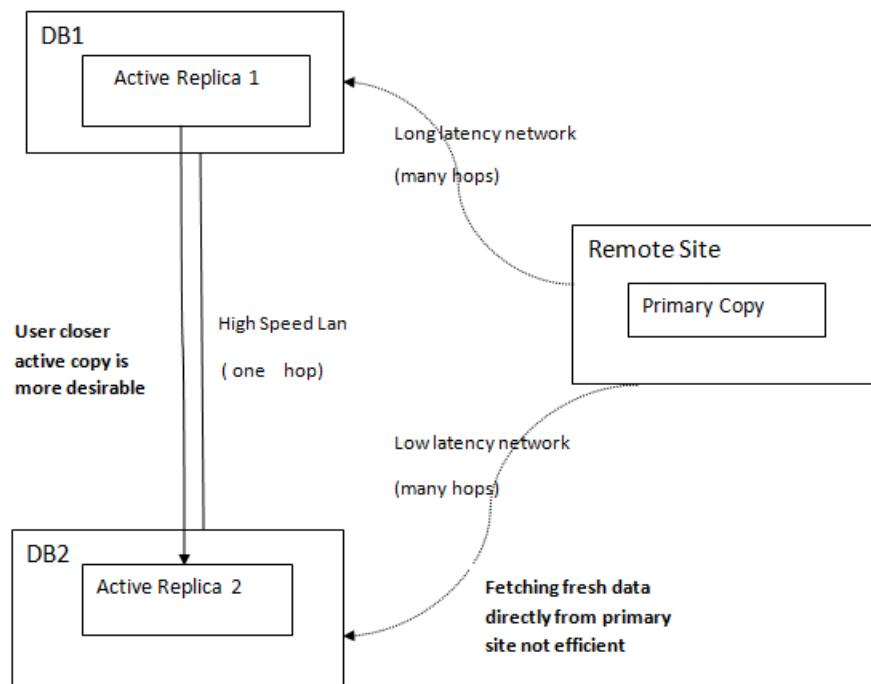 DB1
Active Replica 1
Long latency network
(many hops)
Remote Site
Primary Copy
High Speed Lan
( one hop)
User closer
active copy is
more desirable
Low latency network
(many hops)
DB2
Active Replica 2
Fetching fresh data
directly from primary
site not efficient